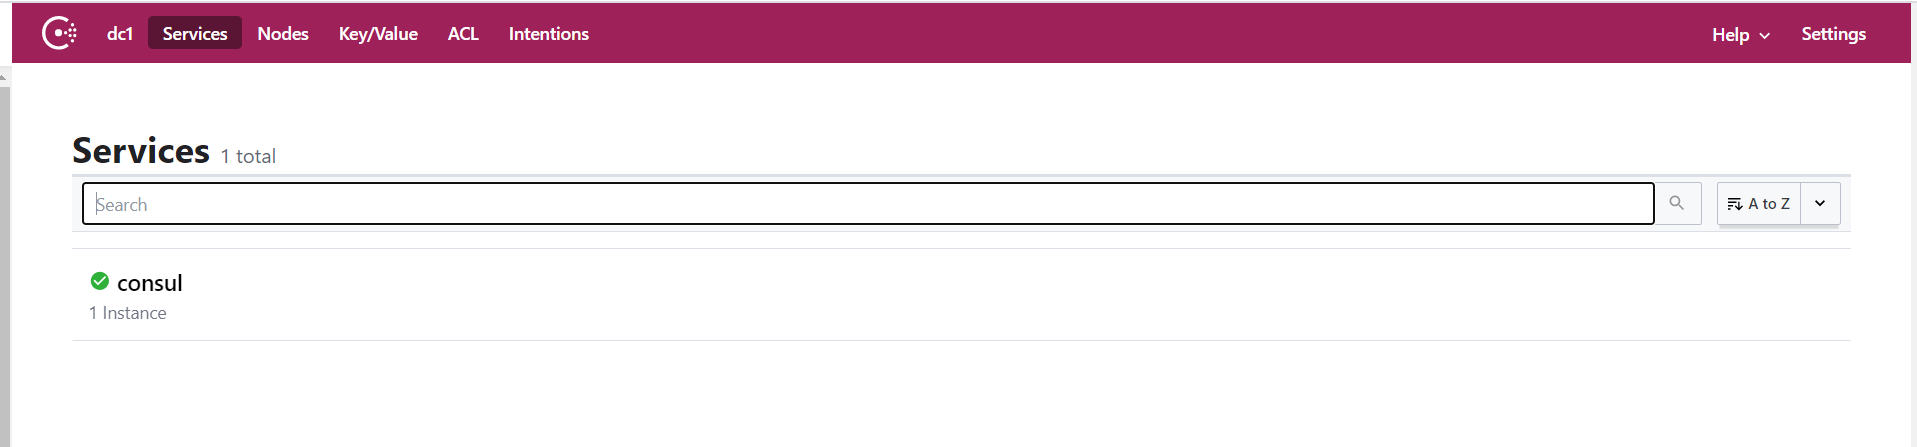 dc1 Services Nodes Key/Value ACL Intentions Help Settings
Services 1 total
Search A to Z
consul
1 Instance